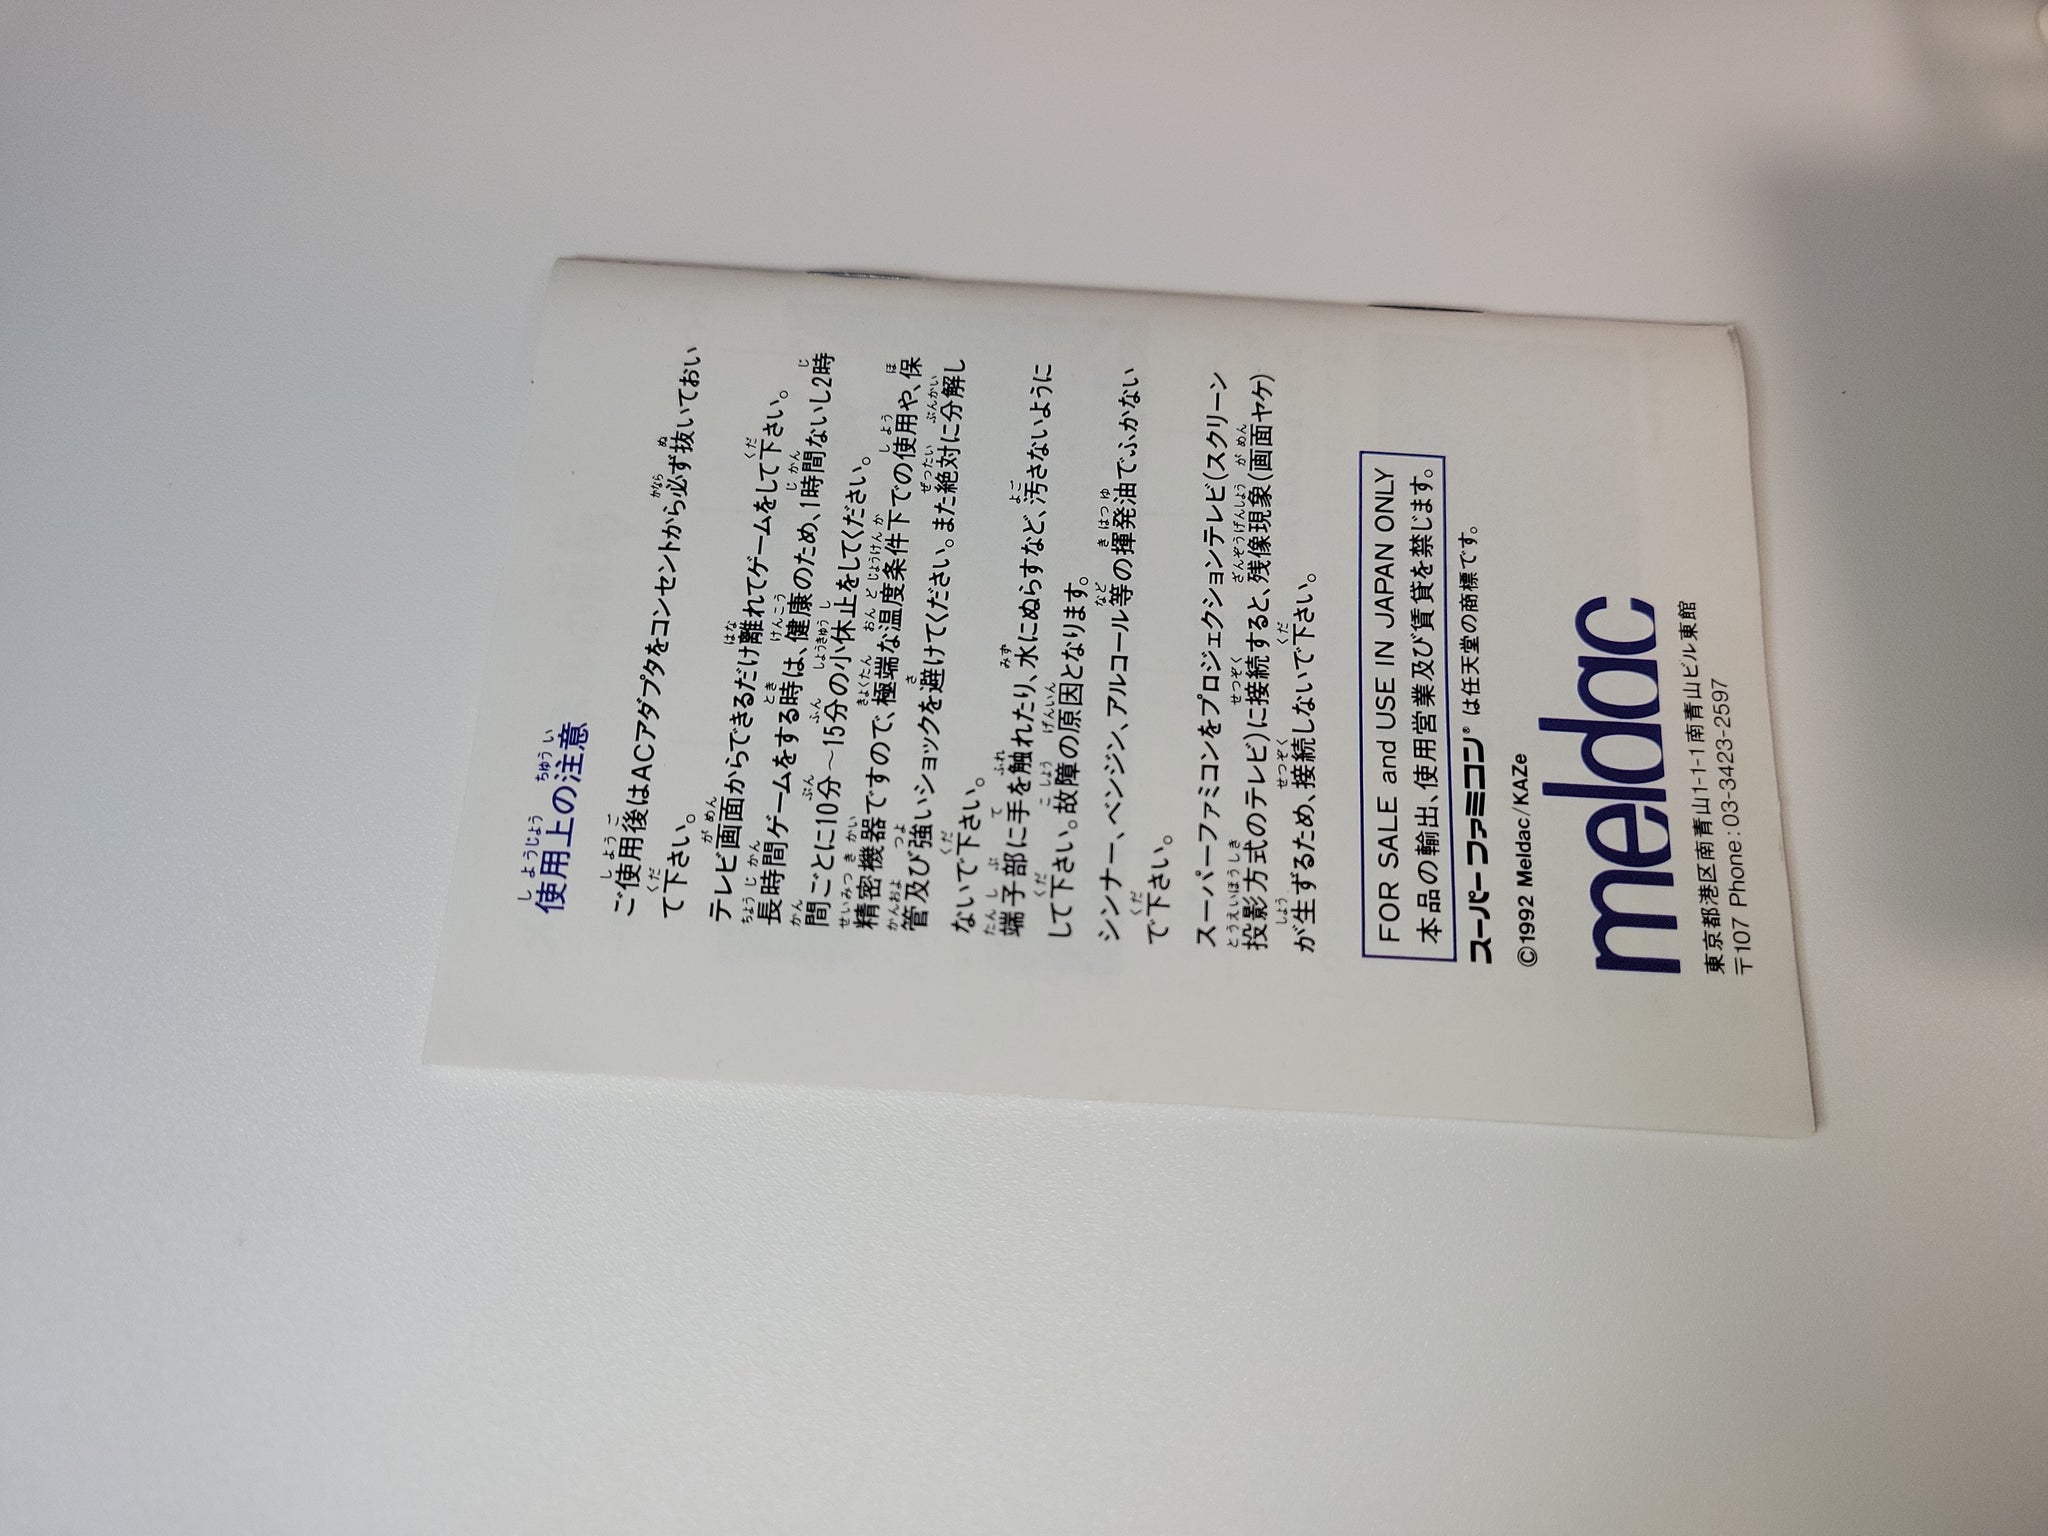 使用上の注意
ご使用後はACアダプタをコンセントから必ず抜いておい
て下さい。
テレビ画面からできるだけ離れてゲームをして下さい。
長時間ゲームをする時は、健康のため、1時間ないし2時
間ごとに10分～15分の小休止をしてください。
精密機器ですので、極端な温度条件下での使用や、保
管及び強いショックを避けてください。また絶対に分解し
ないで下さい。
端子部に手を触れたり、水にぬらすなど、汚さないように
して下さい。故障の原因となります。
シンナー、ベンジン、アルコール等の揮発油でふかない
で下さい。
スーパーファミコンをプロジェクションテレビ(スクリーン
投影方式のテレビ)に接続すると、残像現象(画面ヤケ)
が生ずるため、接続しないで下さい。
FOR SALE and USE IN JAPAN ONLY
本品の輸出、使用営業及び賃貸を禁じます。
スーパーファミコン® は任天堂の商標です。
©1992 Meldac/KAZe
meldac
東京都港区南青山1-1-1南青山ビル東館
〒107 Phone:03-3423-2597